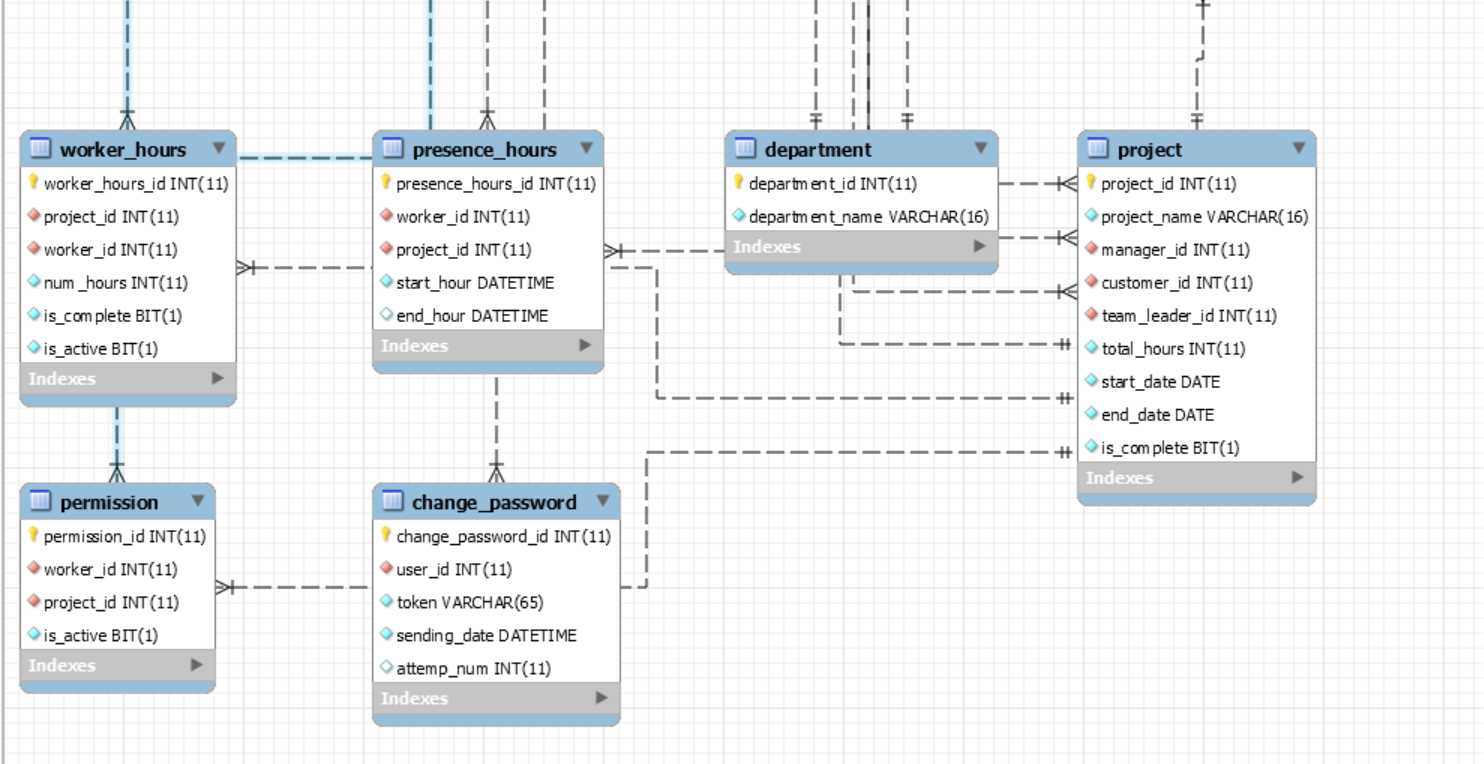 worker_hours
worker_hours_id INT(11)
project_id INT(11)
worker_id INT(11)
num_hours INT(11)
is_complete BIT(1)
is_active BIT(1)
Indexes
presence_hours
presence_hours_id INT(11)
worker_id INT(11)
project_id INT(11)
start_hour DATETIME
end_hour DATETIME
Indexes
department
department_id INT(11)
department_name VARCHAR(16)
Indexes
project
project_id INT(11)
project_name VARCHAR(16)
manager_id INT(11)
customer_id INT(11)
team_leader_id INT(11)
total_hours INT(11)
start_date DATE
end_date DATE
is_complete BIT(1)
Indexes
permission
permission_id INT(11)
worker_id INT(11)
project_id INT(11)
is_active BIT(1)
Indexes
change_password
change_password_id INT(11)
user_id INT(11)
token VARCHAR(65)
sending_date DATETIME
attemp_num INT(11)
Indexes